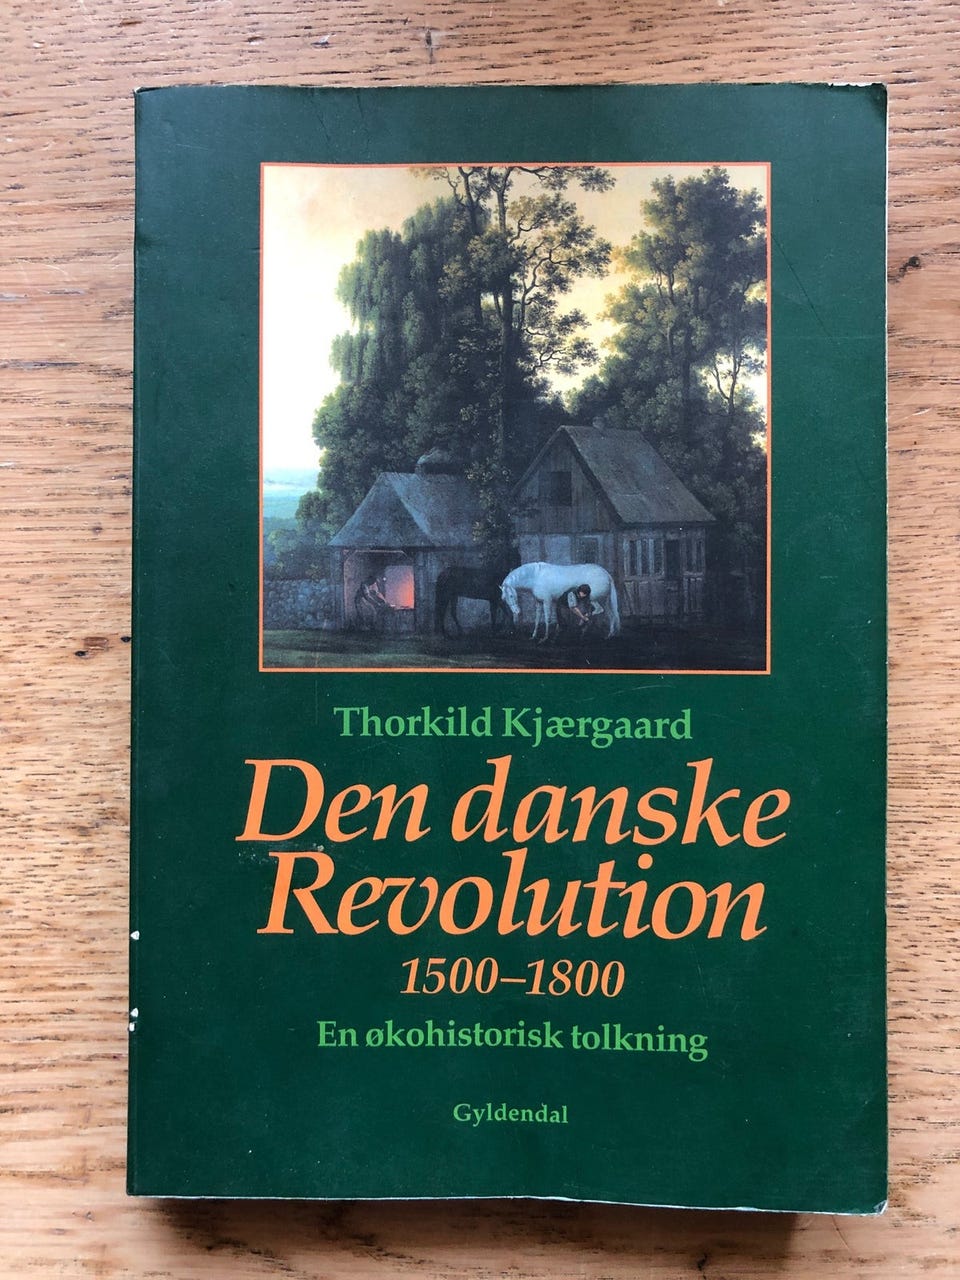 Thorkild Kjærgaard
Den danske
Revolution
1500–1800
En økohistorisk tolkning
Gyldendal